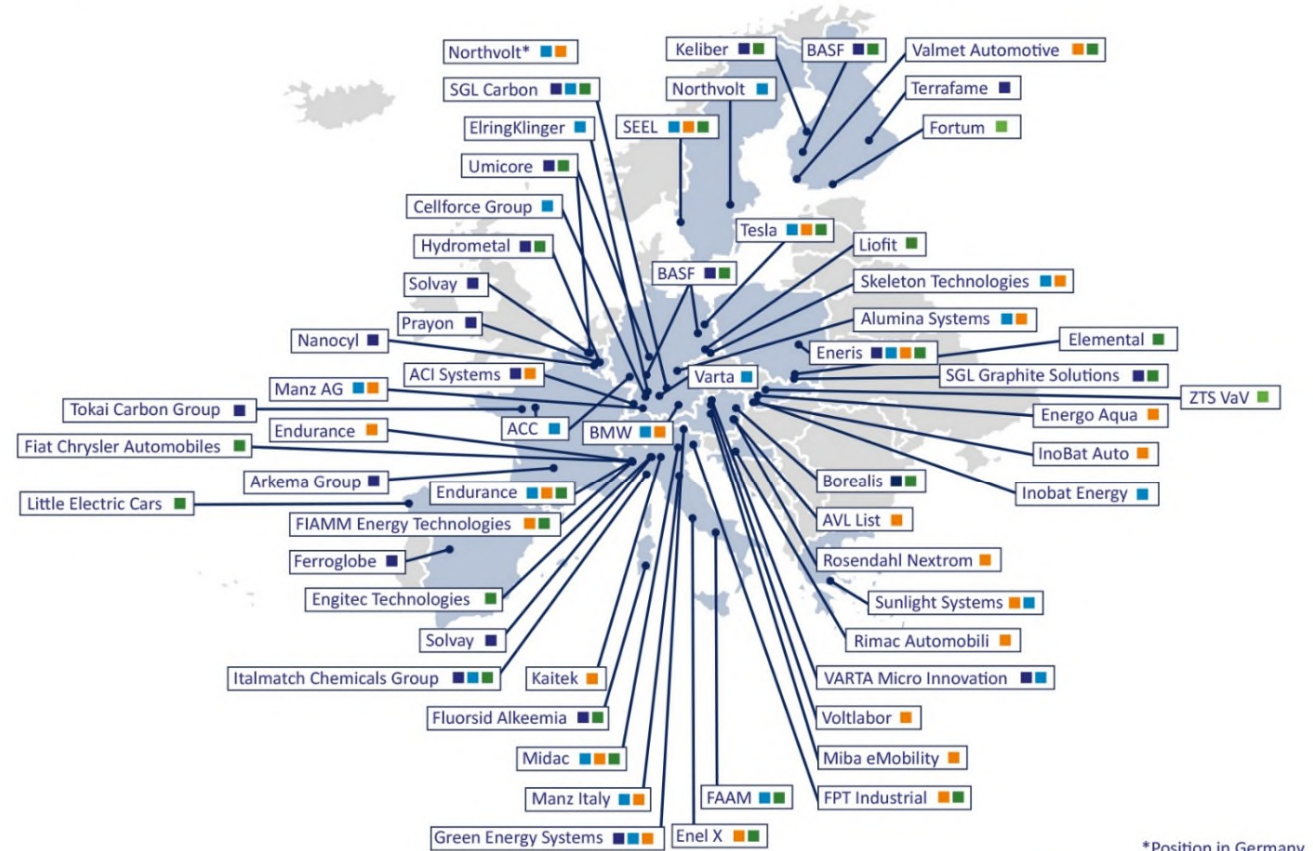 Northvolt*
Keliber
BASF
Valmet Automotive
SGL Carbon
Northvolt
Terrafame
ElringKlinger
SEEL
Fortum
Umicore
Cellforce Group
Tesla
Hydrometal
Liofit
BASF
Solvay
Skeleton Technologies
Prayon
Alumina Systems
Nanocyl
Eneris
Elemental
ACI Systems
Varta
SGL Graphite Solutions
Manz AG
ZTS VaV
Tokai Carbon Group
Energo Aqua
Endurance
ACC
BMW
Fiat Chrysler Automobiles
InoBat Auto
Arkema Group
Borealis
Endurance
Inobat Energy
Little Electric Cars
FIAMM Energy Technologies
AVL List
Ferroglobe
Rosendahl Nextrom
Engitec Technologies
Sunlight Systems
Solvay
Rimac Automobili
Italmatch Chemicals Group
Kaitek
VARTA Micro Innovation
Fluorsid Alkeemia
Voltlabor
Midac
Miba eMobility
Manz Italy
FAAM
FPT Industrial
Green Energy Systems
Enel X
*Position in Germany